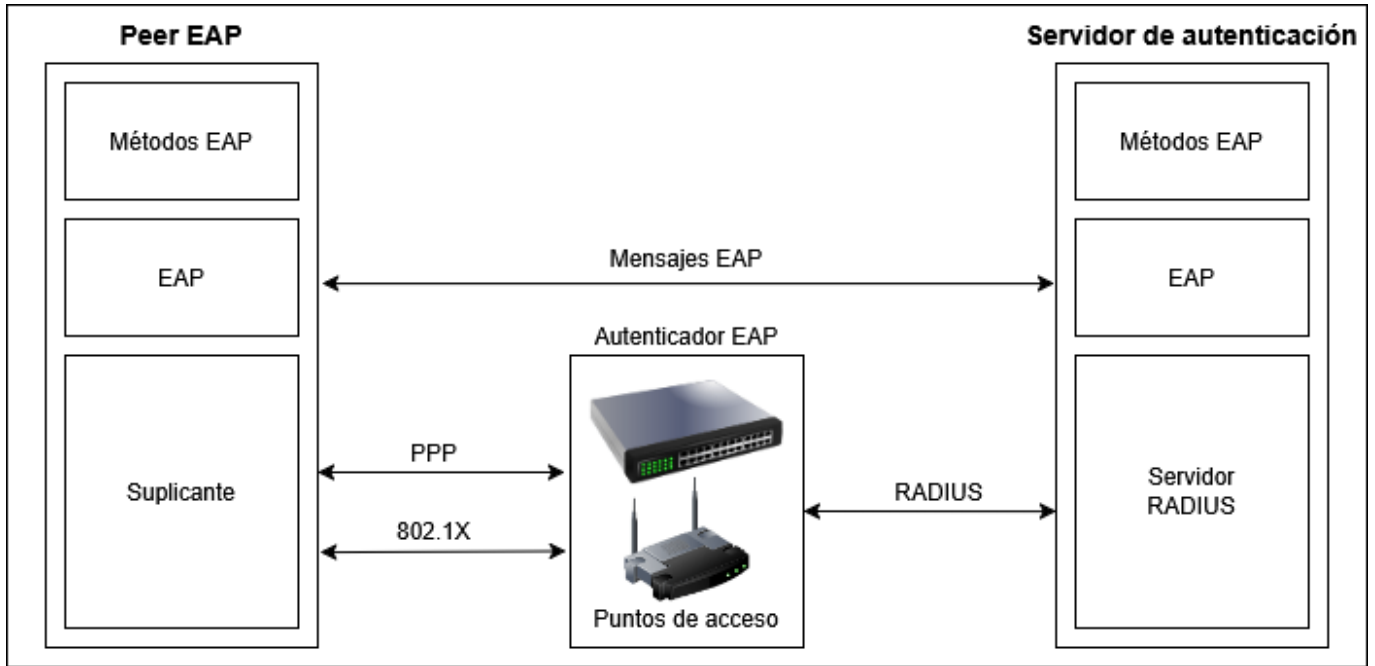 Peer EAP
Servidor de autenticación
Métodos EAP
Métodos EAP
Mensajes EAP
EAP
EAP
Autenticador EAP
PPP
Suplicante
RADIUS
Servidor
RADIUS
802.1X
Puntos de acceso